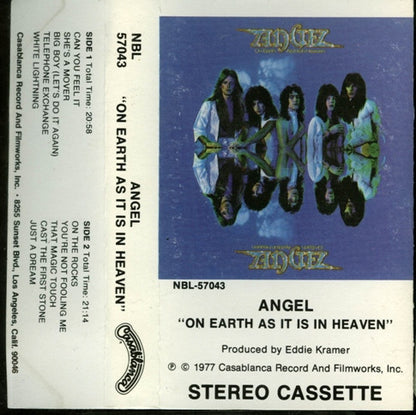 SIDE 1 Total Time: 20:58
CAN YOU FEEL IT
SHE'S A MOVER
BIG BOY (LET'S DO IT AGAIN)
TELEPHONE EXCHANGE
WHITE LIGHTNING
SIDE 2 Total Time: 21:14
ON THE ROCKS
YOU'RE NOT FOOLING ME
THAT MAGIC TOUCH
CAST THE FIRST STONE
JUST A DREAM
Casablanca Record And Filmworks, Inc. • 8255 Sunset Blvd., Los Angeles, Calif. 90046
NBL
57043
ANGEL
"ON EARTH AS IT IS IN HEAVEN"
Casablanca
ANGEL
ANGEL
NBL-57043
ANGEL
"ON EARTH AS IT IS IN HEAVEN"
Produced by Eddie Kramer
℗ © 1977 Casablanca Record And Filmworks, Inc.
STEREO CASSETTE